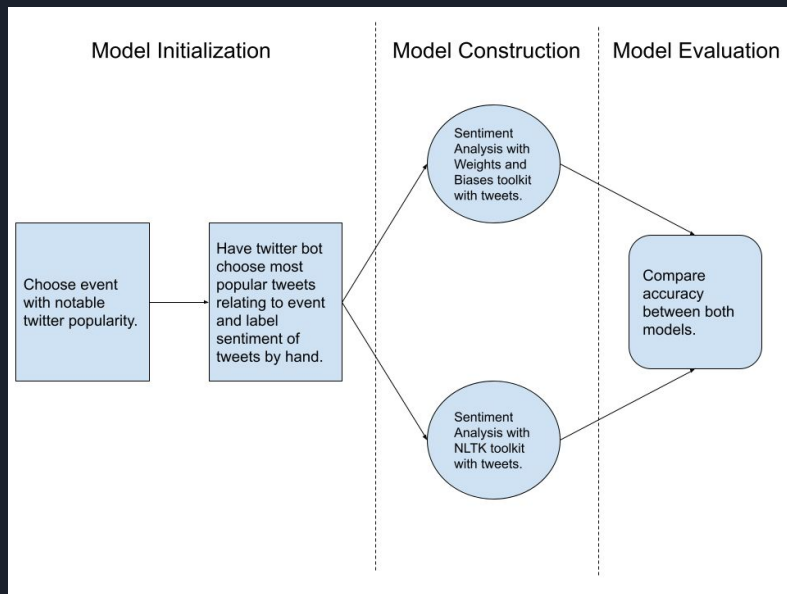 Model Initialization
Model Construction
Model Evaluation
Choose event
with notable
twitter popularity.
Have twitter bot
choose most
popular tweets
relating to event
and label
sentiment of
tweets by hand.
Sentiment
Analysis with
Weights and
Biases toolkit
with tweets.
Sentiment
Analysis with
NLTK toolkit
with tweets.
Compare
accuracy
between both
models.